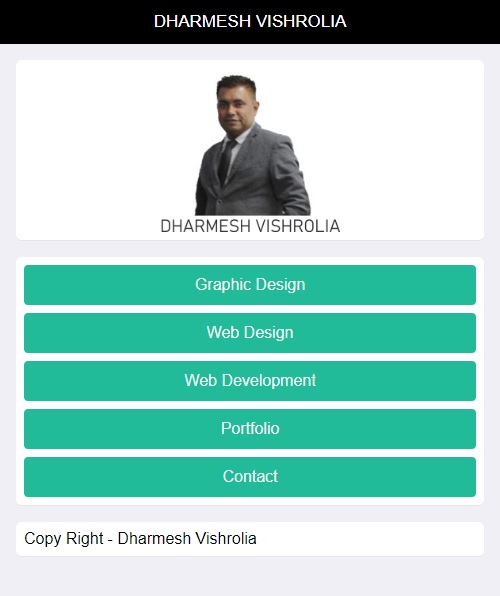 DHARMESH VISHROLIA
DHARMESH VISHROLIA
Graphic Design
Web Design
Web Development
Portfolio
Contact
Copy Right - Dharmesh Vishrolia